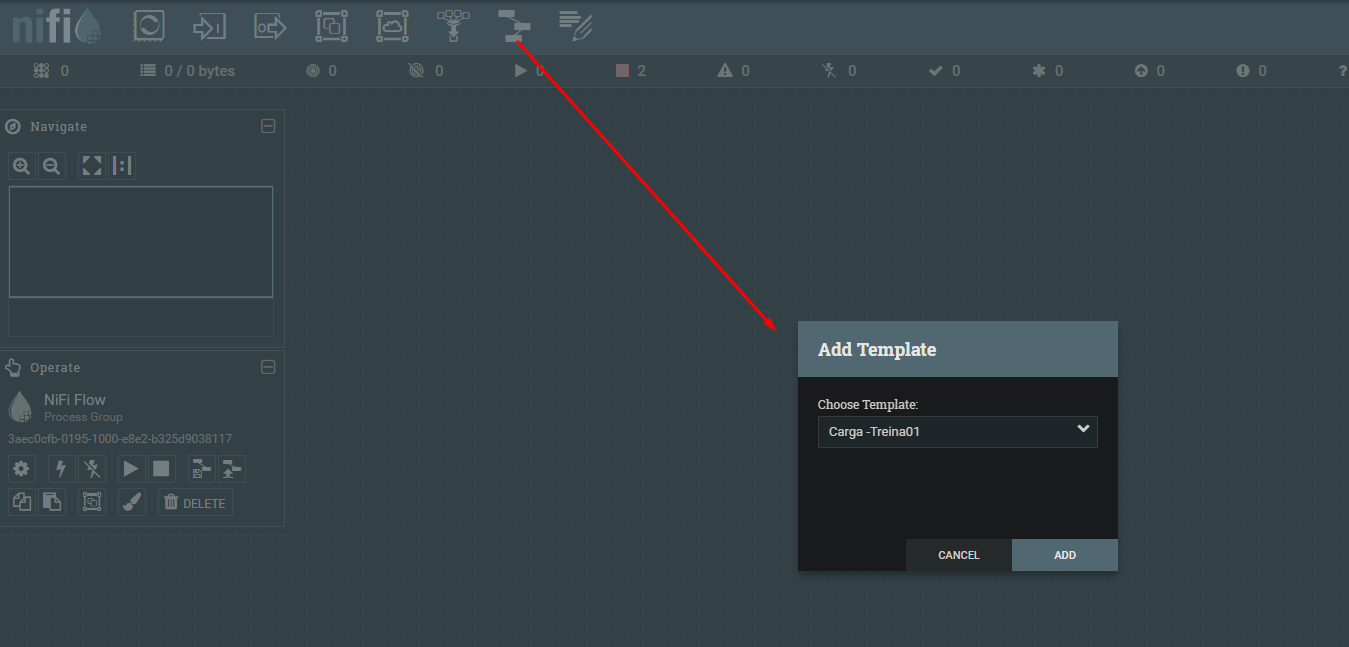 nifi
0
0 / 0 bytes
0
0
0
2
0
0
0
0
0
0
?
Navigate
Operate
NiFi Flow
Process Group
3aec0cfb-0195-1000-e8e2-b325d9038117
DELETE
Add Template
Choose Template:
Carga -Treina01
CANCEL
ADD